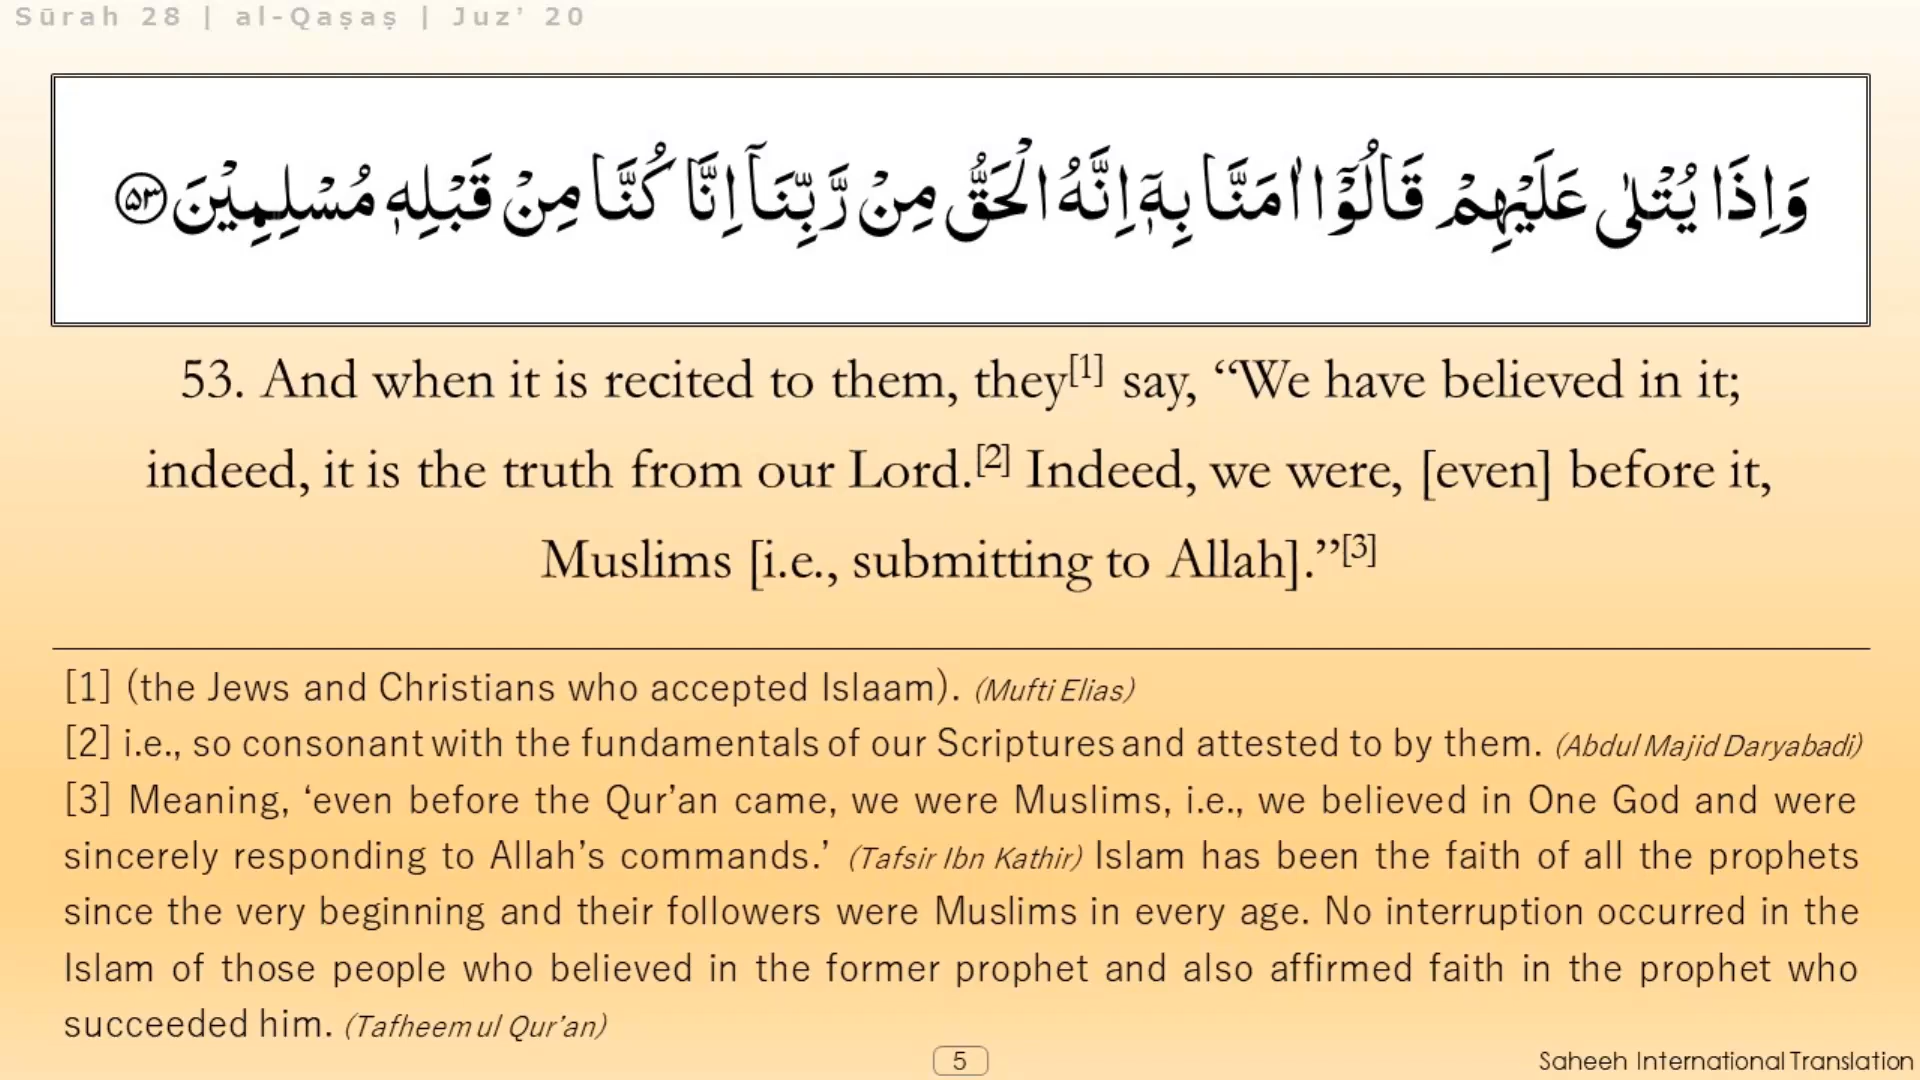 Sūrah 28 | al-Qaṣaṣ | Juz’ 20
وَاِذَا يُتْلٰى عَلَيْهِمْ قَالُوْٓا اٰمَنَّا بِهٖٓ اِنَّهُ الْحَقُّ مِنْ رَّبِّنَآ اِنَّا كُنَّا مِنْ قَبْلِهٖ مُسْلِمِيْنَ ۵۳
53. And when it is recited to them, they[1] say, “We have believed in it;
indeed, it is the truth from our Lord.[2] Indeed, we were, [even] before it,
Muslims [i.e., submitting to Allah].”[3]
[1] (the Jews and Christians who accepted Islaam). (Mufti Elias)
[2] i.e., so consonant with the fundamentals of our Scriptures and attested to by them. (Abdul Majid Daryabadi)
[3] Meaning, ‘even before the Qur’an came, we were Muslims, i.e., we believed in One God and were
sincerely responding to Allah’s commands.’ (Tafsir Ibn Kathir) Islam has been the faith of all the prophets
since the very beginning and their followers were Muslims in every age. No interruption occurred in the
Islam of those people who believed in the former prophet and also affirmed faith in the prophet who
succeeded him. (Tafheem ul Qur’an)
5
Saheeh International Translation